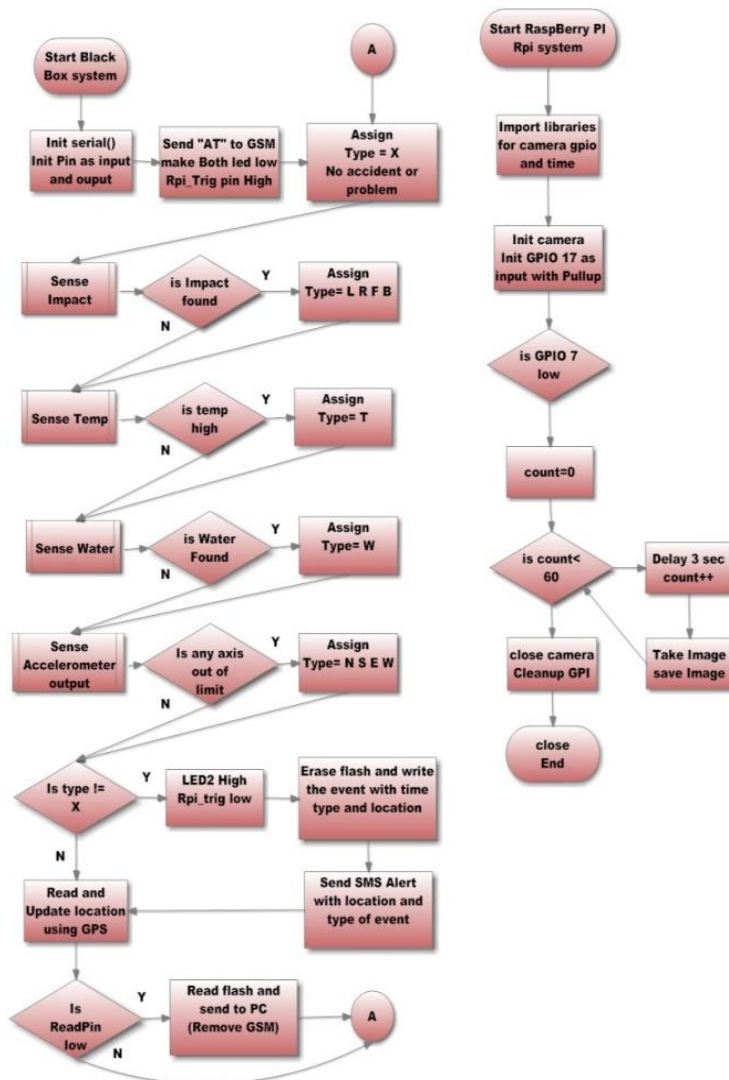 Start Black
Box system
Init serial()
Init Pin as input
and ouput
Send "AT" to GSM
make Both led low
Rpi_Trig pin High
A
Assign
Type = X
No accident or
problem
Sense
Impact
is Impact
found
Y
N
Assign
Type= L R F B
Sense Temp
is temp
high
Y
N
Assign
Type= T
Sense Water
is Water
Found
Y
N
Assign
Type= W
Sense
Accelerometer
output
Is any axis
out of
limit
Y
N
Assign
Type= N S E W
Is type !=
X
Y
N
LED2 High
Rpi_trig low
Erase flash and write
the event with time
type and location
Send SMS Alert
with location and
type of event
Read and
Update location
using GPS
Is
ReadPin
low
Y
N
Read flash and
send to PC
(Remove GSM)
A
Start RaspBerry PI
Rpi system
Import libraries
for camera gpio
and time
Init camera
Init GPIO 17 as
input with Pullup
is GPIO 7
low
count=0
is count<
60
Delay 3 sec
count++
Take Image
save Image
close camera
Cleanup GPI
close
End